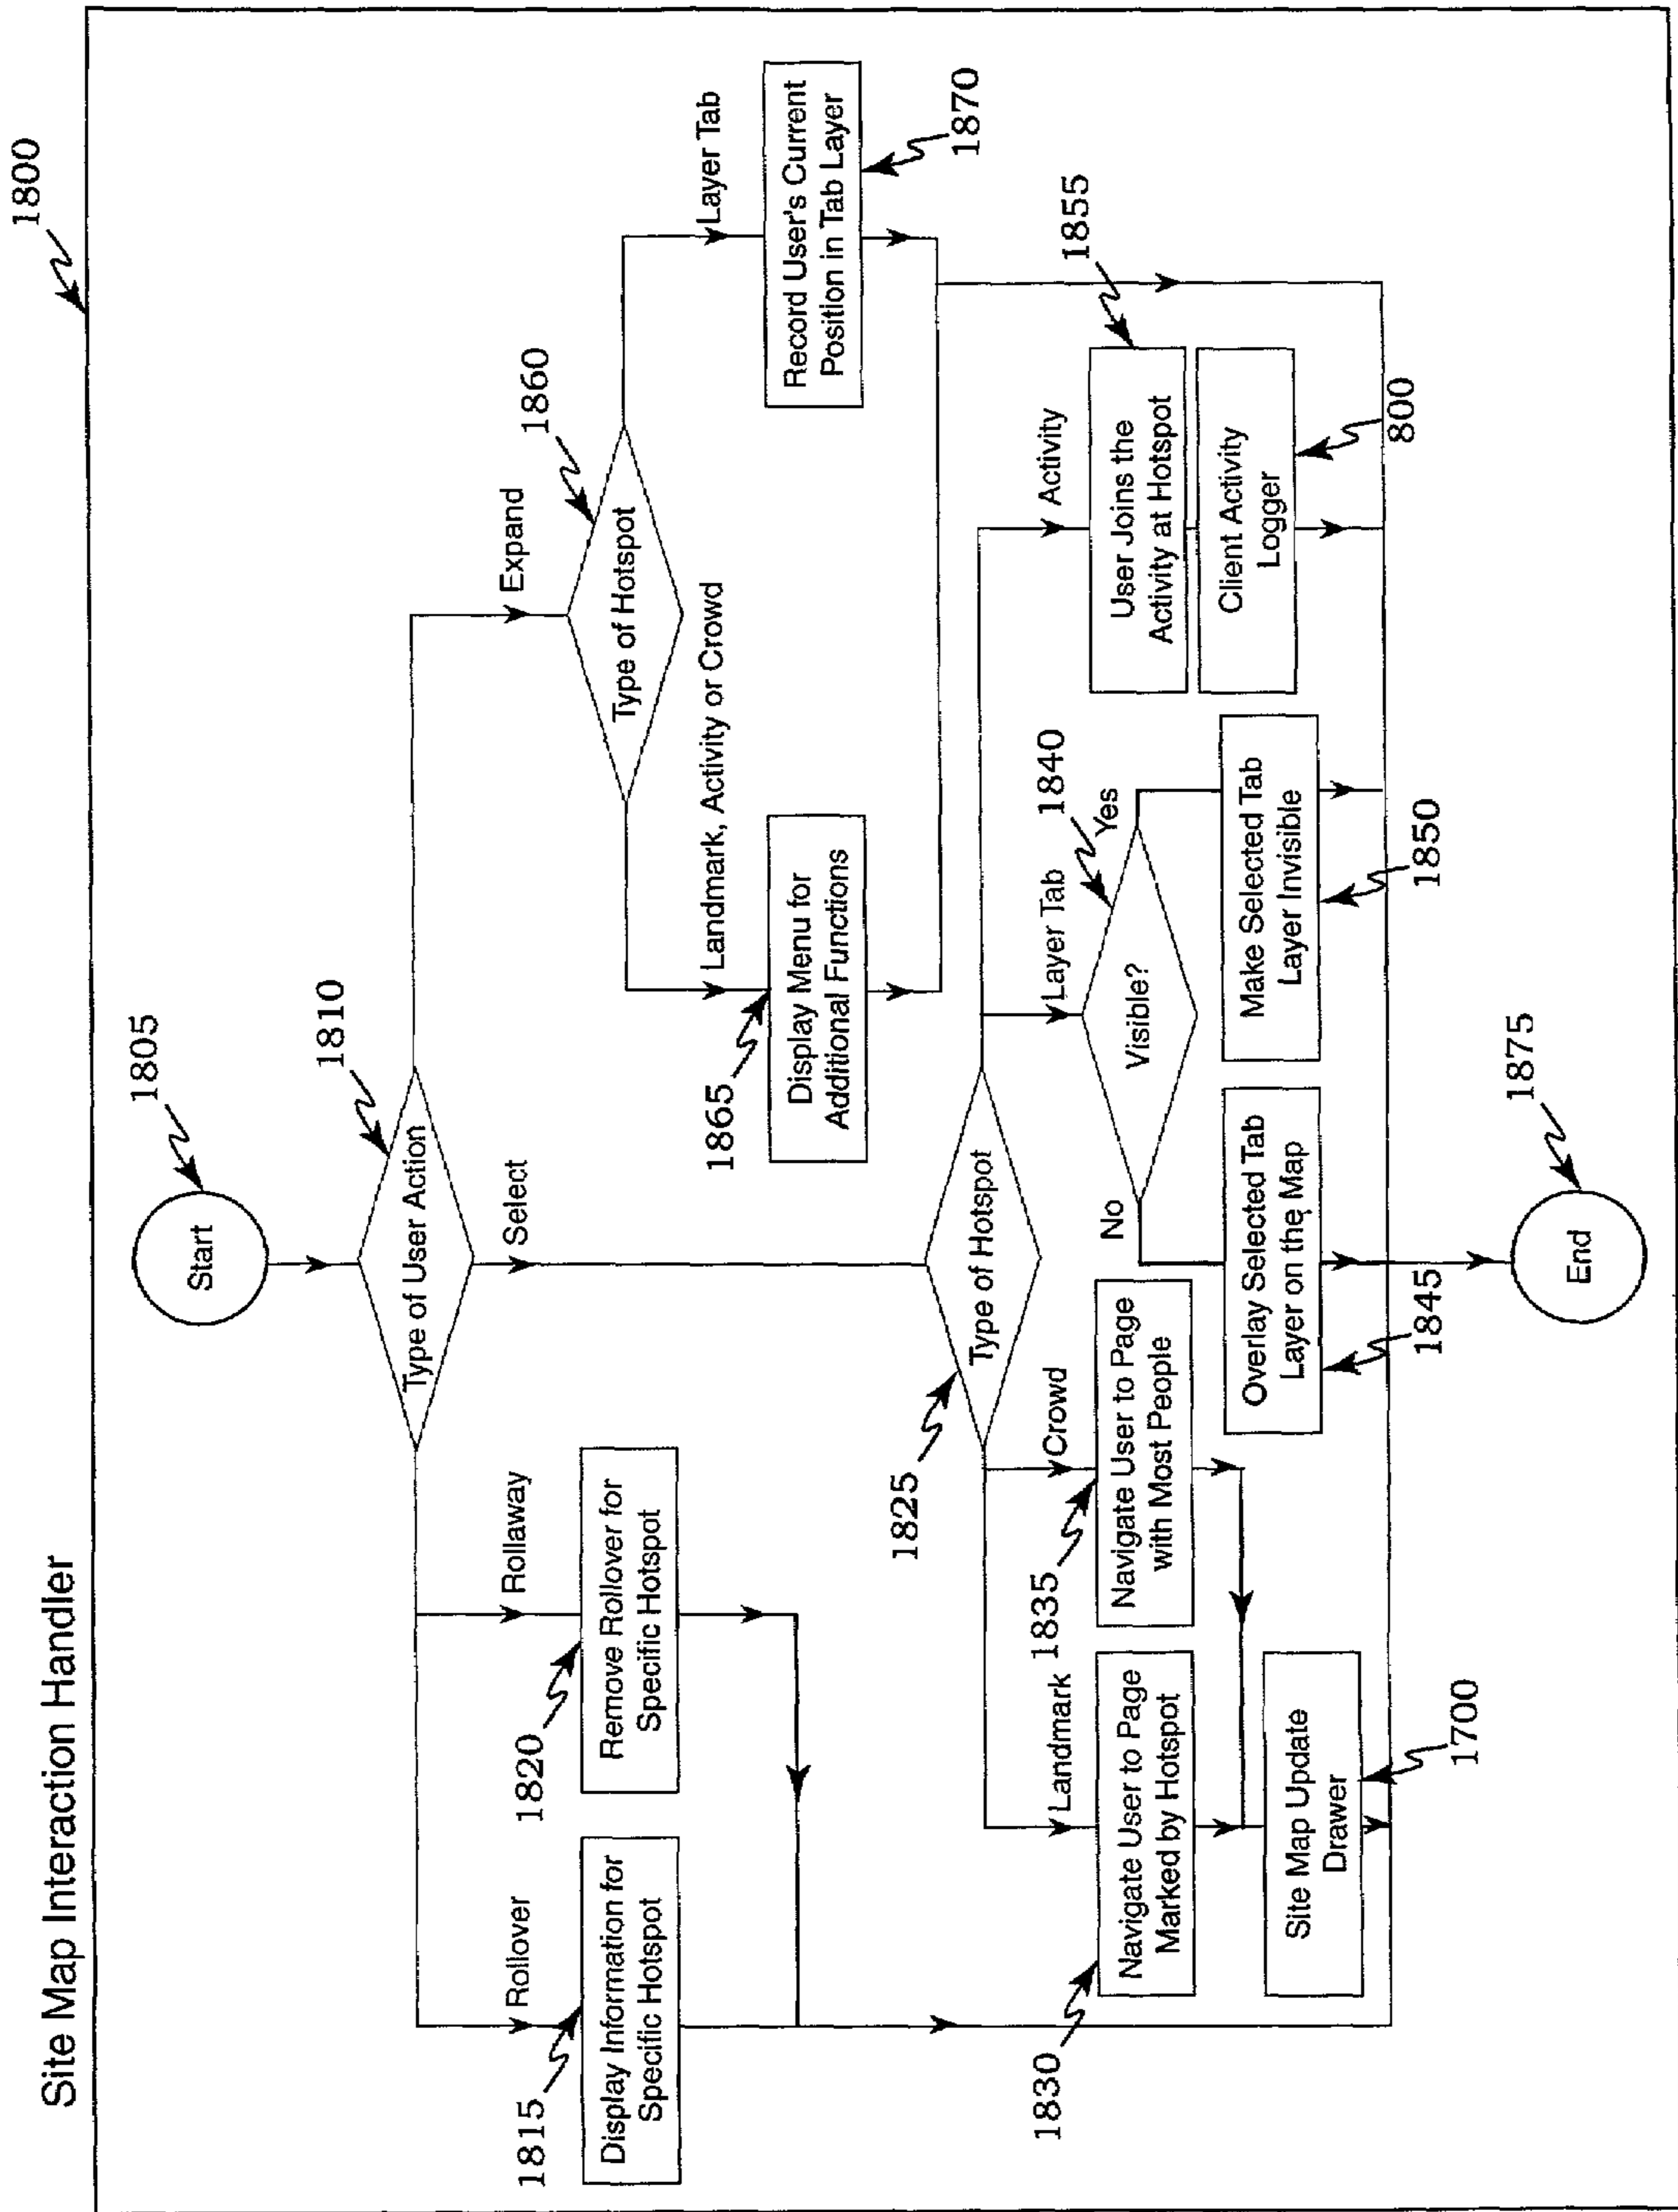 Site Map Interaction Handler
1800
Start
1805
Type of User Action
1810
Rollover
Rollaway
Select
Expand
1815
Display Information for
Specific Hotspot
1820
Remove Rollover for
Specific Hotspot
Type of Hotspot
1860
Landmark, Activity or Crowd
Layer Tab
1865
Display Menu for
Additional Functions
Record User's Current
Position in Tab Layer
1870
1825
Type of Hotspot
Landmark
Crowd
Layer Tab
Activity
1830
Navigate User to Page
Marked by Hotspot
1835
Navigate User to Page
with Most People
Visible?
1840
No
Yes
User Joins the
Activity at Hotspot
1855
Site Map Update
Drawer
1700
Overlay Selected Tab
Layer on the Map
1845
Make Selected Tab
Layer Invisible
1850
Client Activity
Logger
800
End
1875